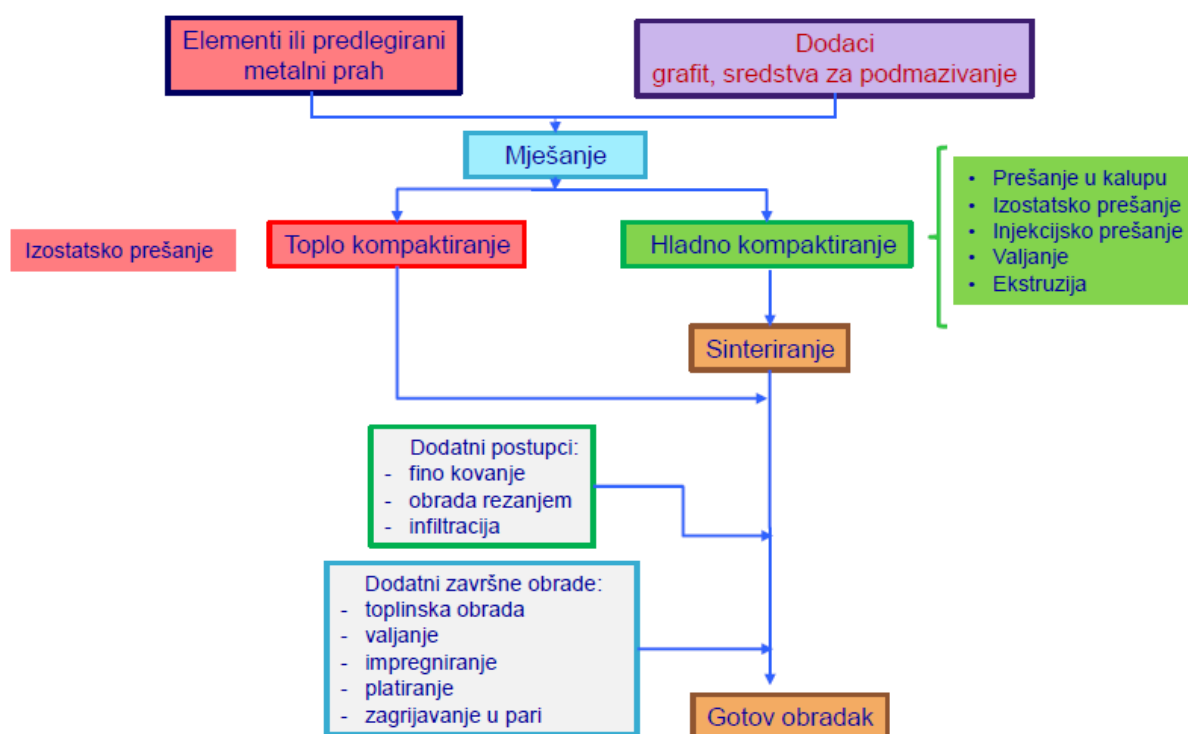 Elementi ili predlegirani
metalni prah
Dodaci
grafit, sredstva za podmazivanje
Mješanje
Izostatsko prešanje
Toplo kompaktiranje
Hladno kompaktiranje
• Prešanje u kalupu
• Izostatsko prešanje
• Injekcijsko prešanje
• Valjanje
• Ekstruzija
Sinteriranje
Dodatni postupci:
- fino kovanje
- obrada rezanjem
- infiltracija
Dodatni završne obrade:
- toplinska obrada
- valjanje
- impregniranje
- platiranje
- zagrijavanje u pari
Gotov obradak